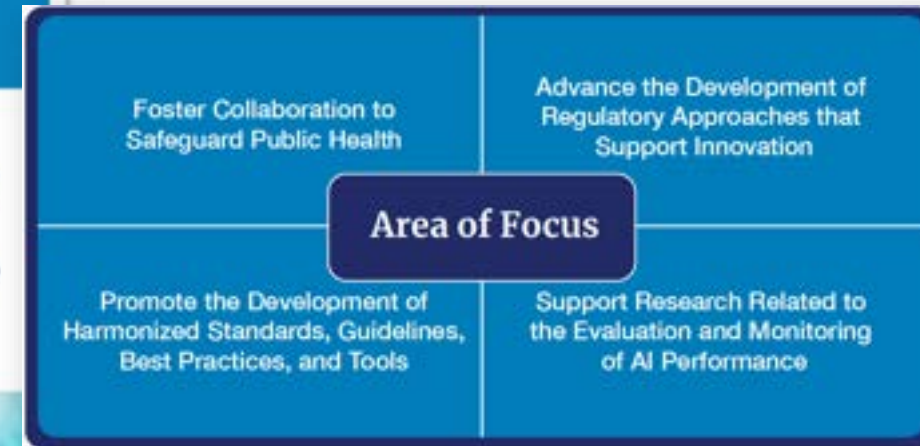 Foster Collaboration to
Safeguard Public Health
Advance the Development of
Regulatory Approaches that
Support Innovation
Area of Focus
Promote the Development of
Harmonized Standards, Guidelines,
Best Practices, and Tools
Support Research Related to
the Evaluation and Monitoring
of AI Performance